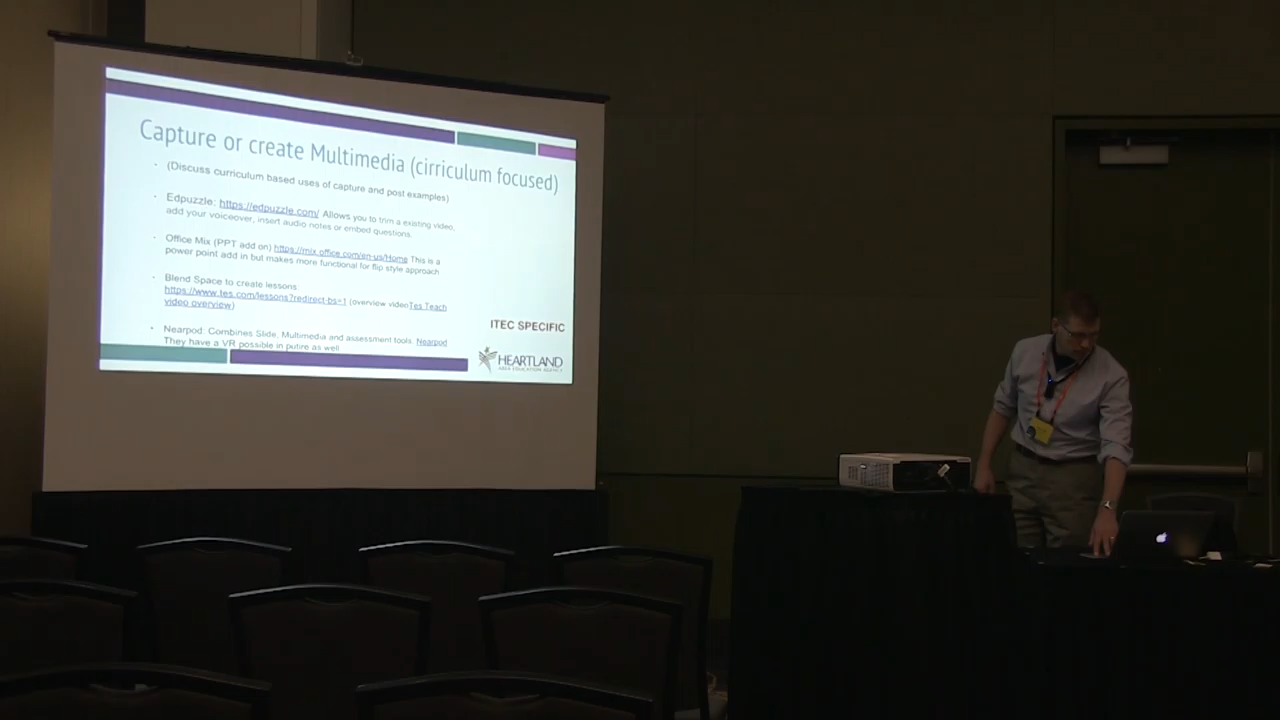 Capture or create Multimedia (cirriculum focused)
(Discuss curriculum based uses of capture and post examples)
Edpuzzle: https://edpuzzle.com/ Allows you to trim a existing video,
add your voiceover, insert audio notes or embed questions.
Office Mix (PPT add on) https://mix.office.com/en-us/Home This is a
power point add in but makes more functional for flip style approach
Blend Space to create lessons
https://www.tes.com/lessons?redirect-bs=1 (overview videoTes Teach
video overview)
Nearpod: Combines Slide, Multimedia and assessment tools. Nearpod
They have a VR possible in putire as well
ITEC SPECIFIC
HEARTLAND
AREA EDUCATION AGENCY